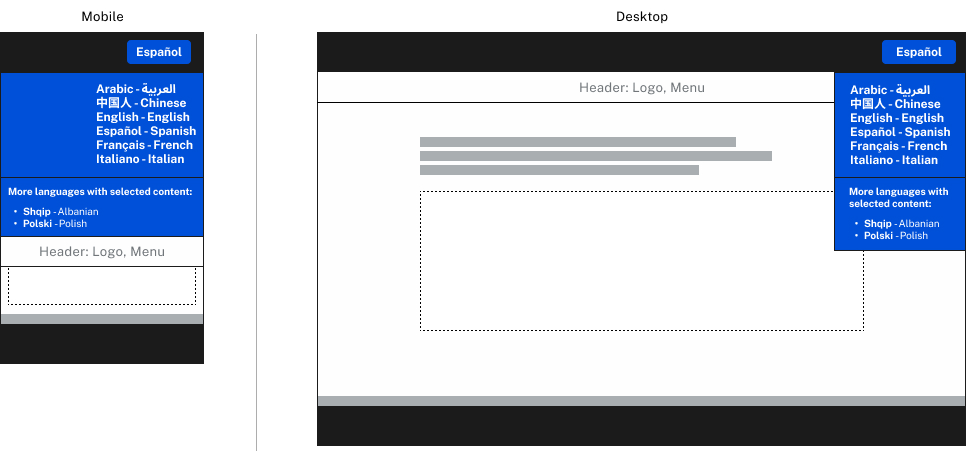 Mobile
Español
Arabic - العربية
中国人 - Chinese
English - English
Español - Spanish
Français - French
Italiano - Italian
More languages with selected content:
• Shqip - Albanian
• Polski - Polish
Header: Logo, Menu
Desktop
Español
Header: Logo, Menu
Arabic - العربية
中国人 - Chinese
English - English
Español - Spanish
Français - French
Italiano - Italian
More languages with
selected content:
• Shqip - Albanian
• Polski - Polish